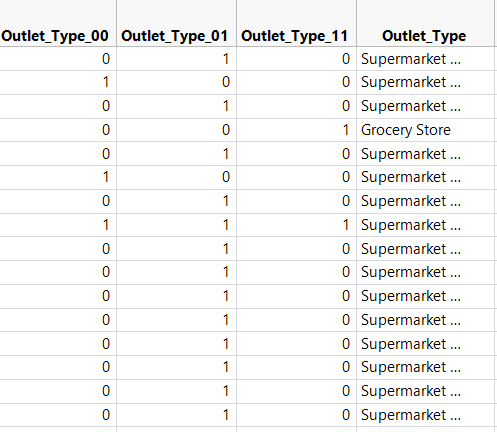 Outlet_Type_00 Outlet_Type_01 Outlet_Type_11 Outlet_Type
0 1 0 Supermarket ...
1 0 0 Supermarket ...
0 1 0 Supermarket ...
0 0 1 Grocery Store
0 1 0 Supermarket ...
1 0 0 Supermarket ...
0 1 0 Supermarket ...
1 1 1 Supermarket ...
0 1 0 Supermarket ...
0 1 0 Supermarket ...
0 1 0 Supermarket ...
0 1 0 Supermarket ...
0 1 0 Supermarket ...
0 1 0 Supermarket ...
0 1 0 Supermarket ...
0 1 0 Supermarket ...